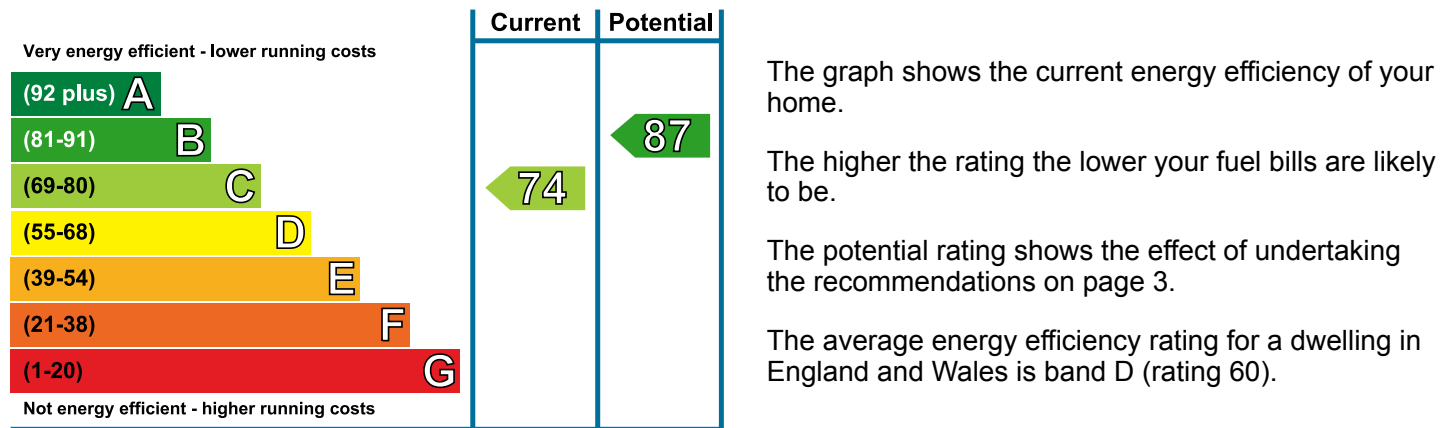 Current Potential
Very energy efficient - lower running costs
(92 plus) A
(81-91) B
87
(69-80) C
74
(55-68) D
(39-54) E
(21-38) F
(1-20) G
Not energy efficient - higher running costs
The graph shows the current energy efficiency of your
home.
The higher the rating the lower your fuel bills are likely
to be.
The potential rating shows the effect of undertaking
the recommendations on page 3.
The average energy efficiency rating for a dwelling in
England and Wales is band D (rating 60).